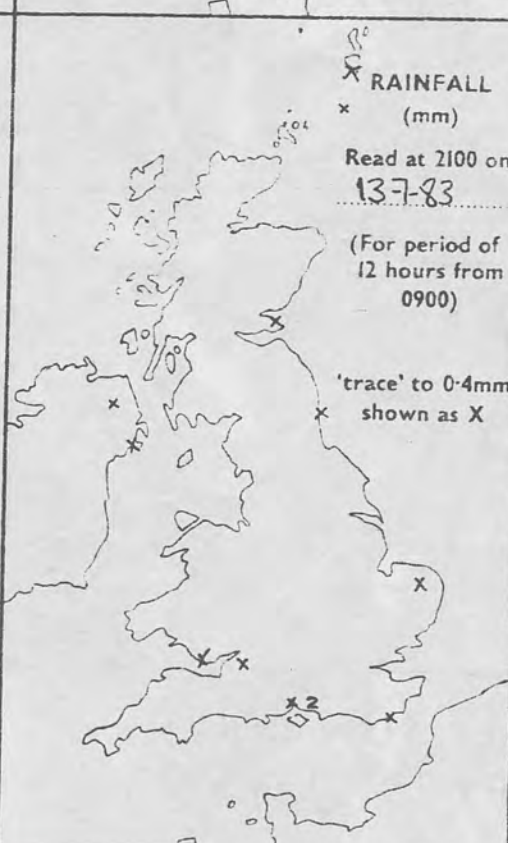 RAINFALL
(mm)
Read at 2100 on
13-7-83
(For period of
12 hours from
0900)
'trace' to 0·4mm
shown as X
x
x
x
x
x
x
x
x
x
x
x 2
x